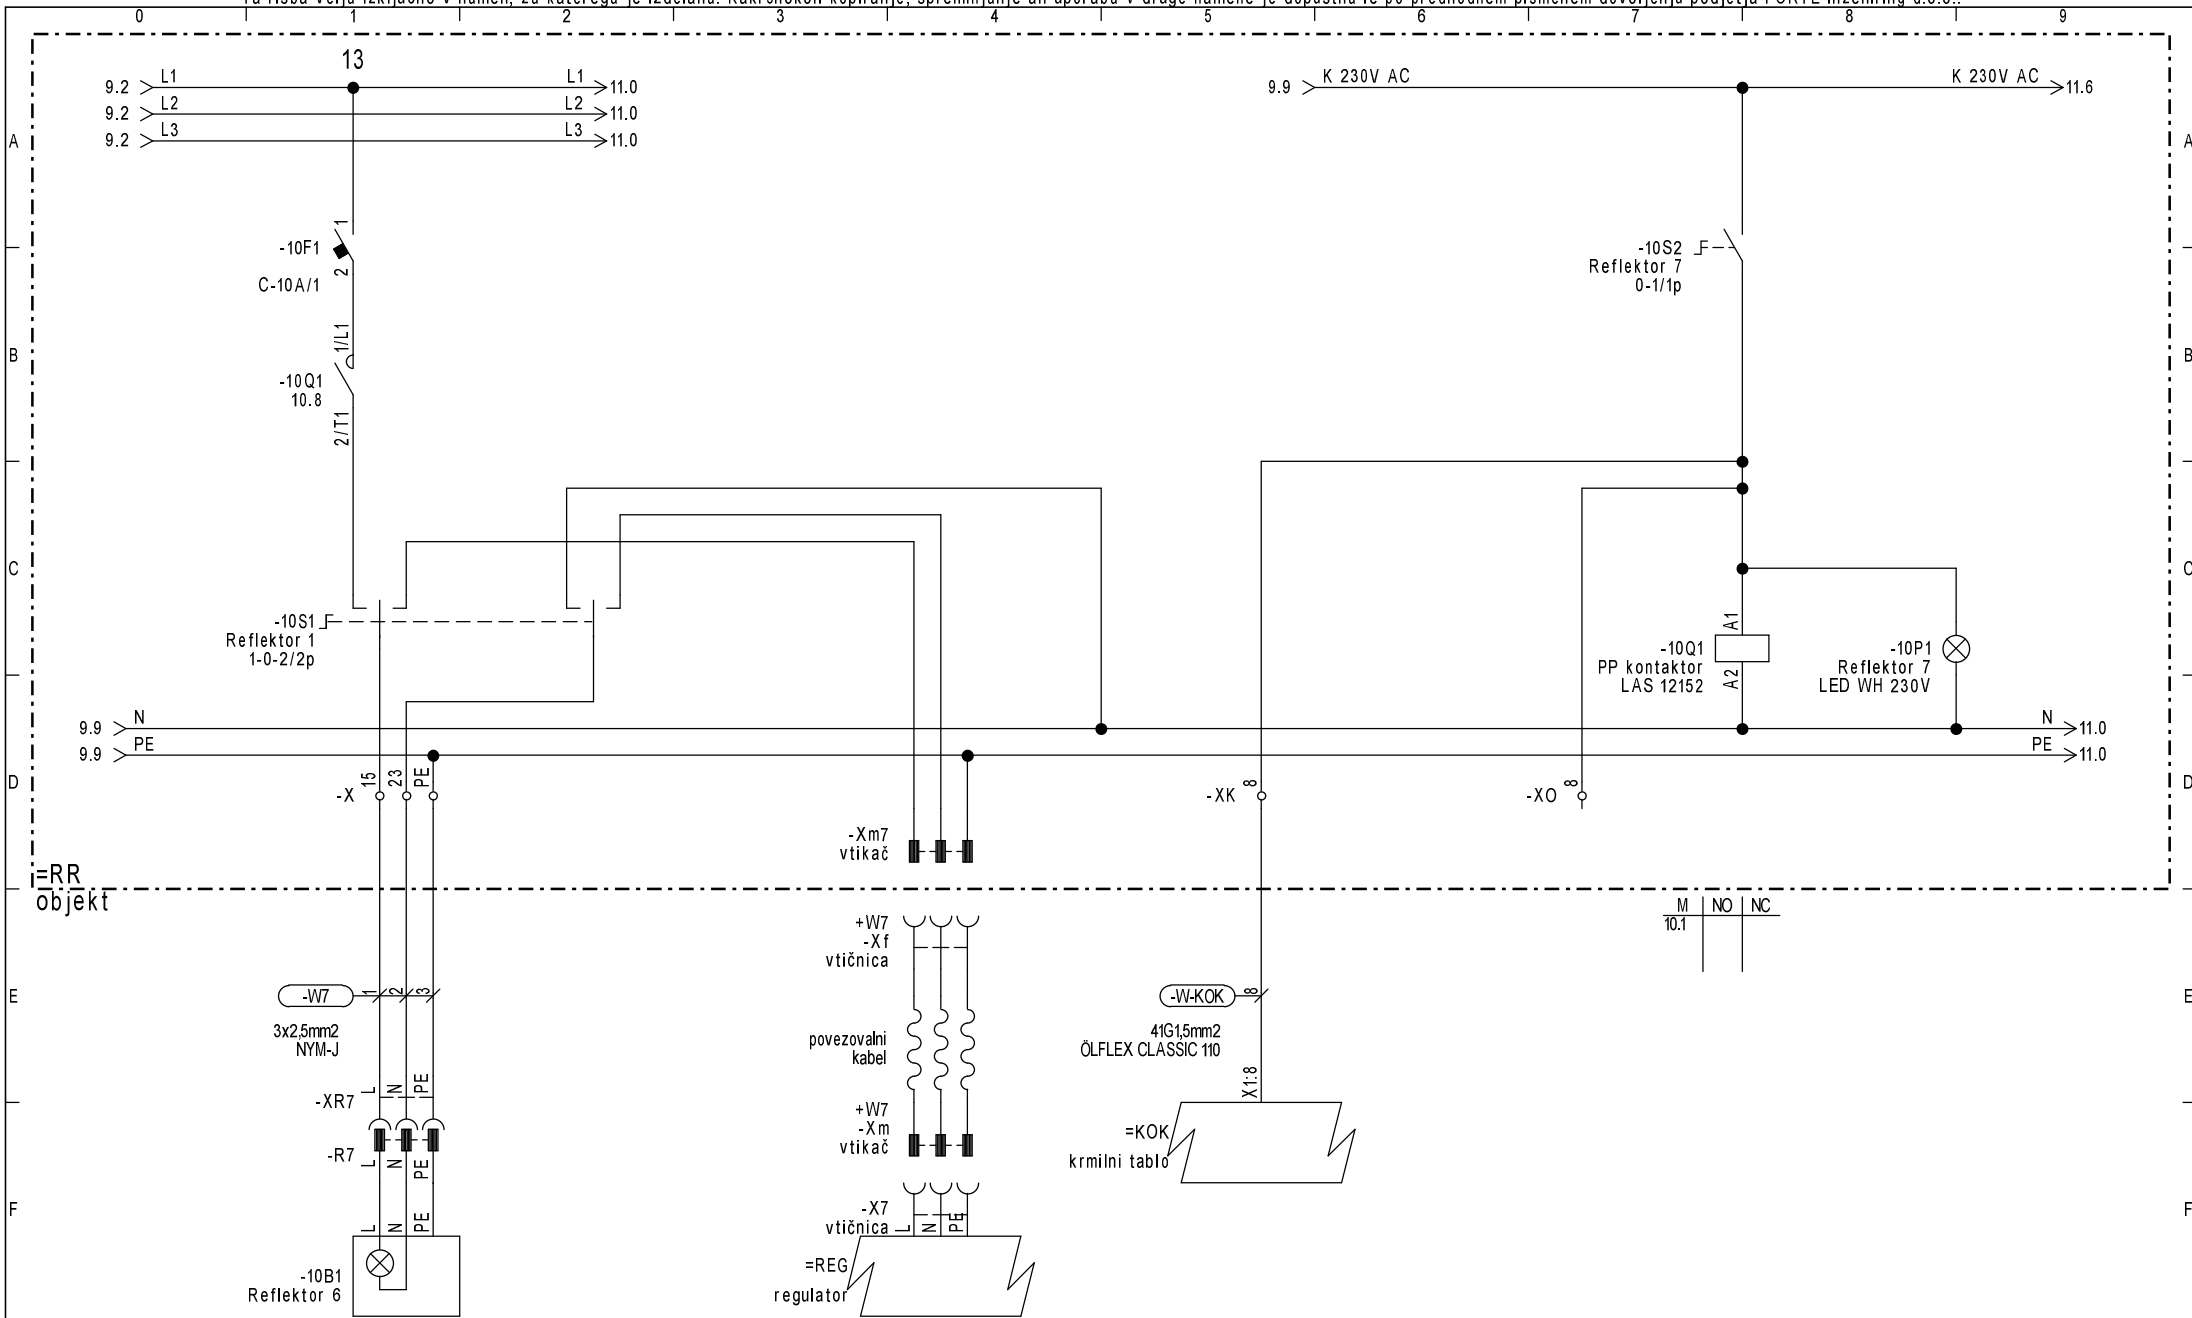 0 1 2 3 4 5 6 7 8 9
13
9.2 L1 L1 11.0
9.2 L2 L2 11.0
9.2 L3 L3 11.0
9.9 K 230V AC K 230V AC 11.6
A A
1
-10F1
2
C-10A/1
-10S2
Reflektor 7
0-1/1p
1/L1
B B
-10Q1
10.8
2/T1
C C
-10S1
Reflektor 1
1-0-2/2p
A1
-10Q1
PP kontaktor
LAS 12152
A2
-10P1
Reflektor 7
LED WH 230V
9.9 N N 11.0
9.9 PE PE 11.0
D D
-X 15 23 PE
-XK 8
-XO 8
-Xm7
vtikač
=RR
objekt
+W7
-Xf
vtičnica
M NO NC
10.1
E E
-W7 1 2 3
3x2,5mm2
NYM-J
povezovalni
kabel
-W-KOK 8
41G1,5mm2
ÖLFLEX CLASSIC 110
X1:8
-XR7 L N PE
+W7
-Xm
vtikač
=KOK
krmilni tablo
-R7 L N PE
F F
-X7
vtičnica L N PE
L N PE
-10B1
Reflektor 6
=REG
regulator